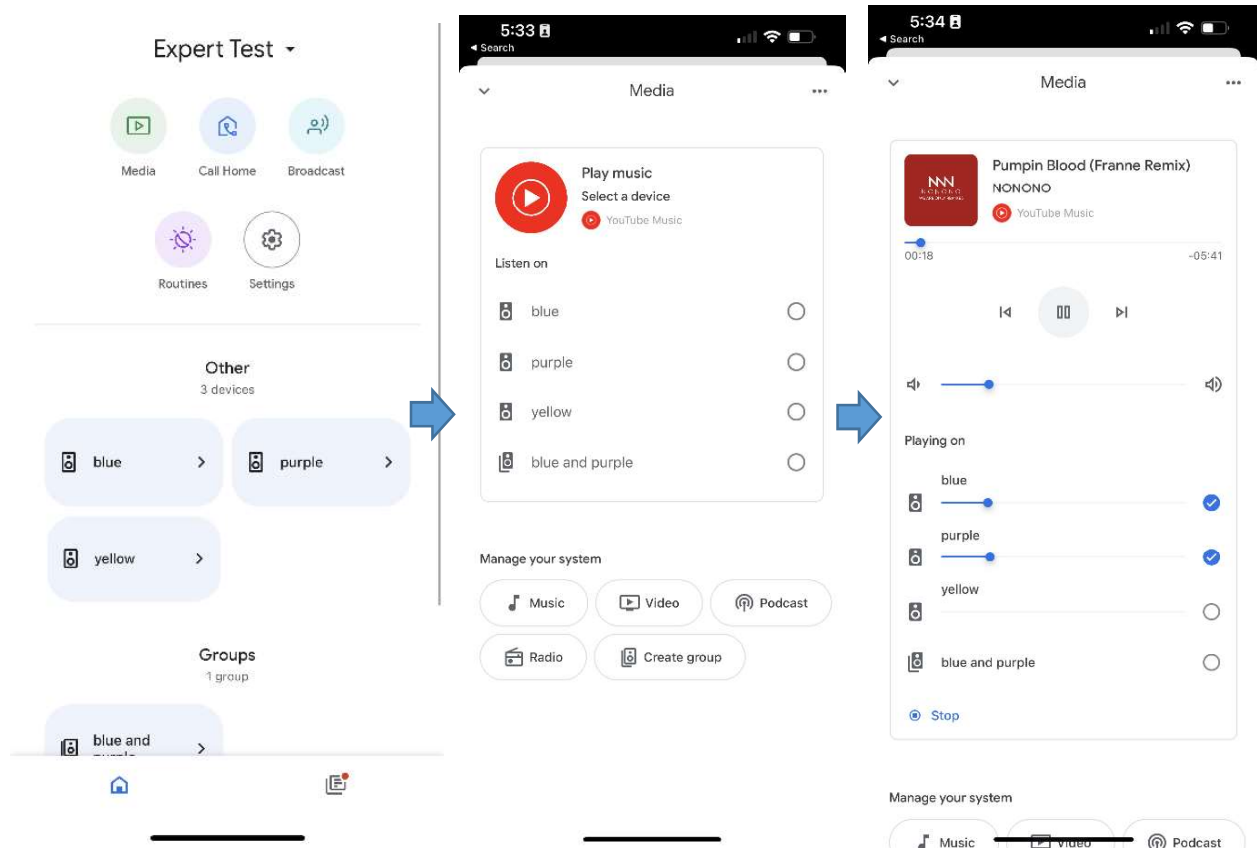 Expert Test
Media
Call Home
Broadcast
Routines
Settings
Other
3 devices
blue
purple
yellow
Groups
1 group
blue and
5:33
Search
Media
Play music
Select a device
YouTube Music
Listen on
blue
purple
yellow
blue and purple
Manage your system
Music
Video
Podcast
Radio
Create group
5:34
Search
Media
NNN
NONONO
Pumpin Blood (Franne Remix)
NONONO
YouTube Music
00:18
-05:41
Playing on
blue
purple
yellow
blue and purple
Stop
Manage your system
Music
Video
Podcast